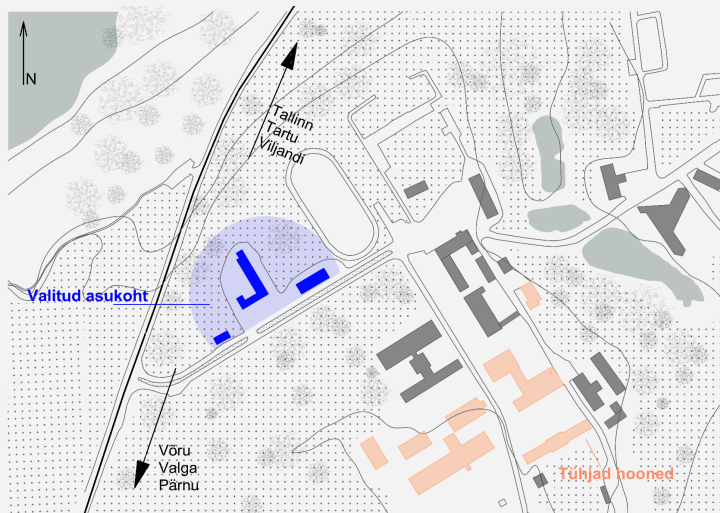 N
Tallinn
Tartu
Viljandi
Valitud asukoht
Võru
Valga
Pärnu
Tühjad hooned